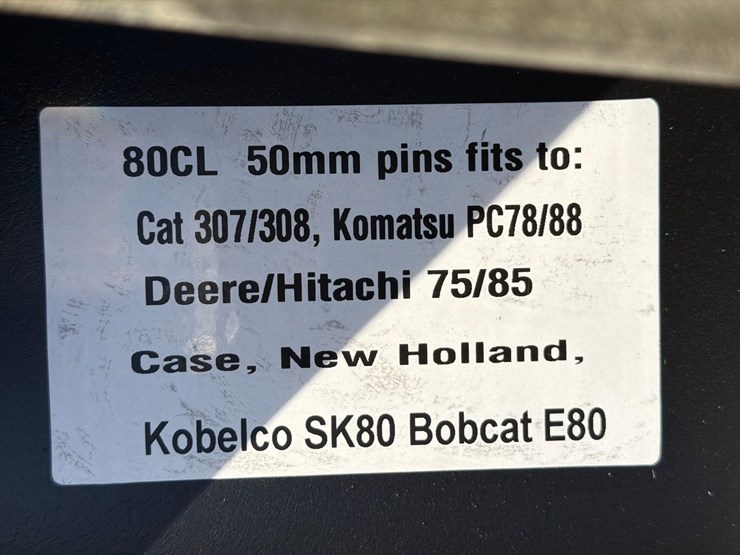 80CL 50mm pins fits to:
Cat 307/308, Komatsu PC78/88
Deere/Hitachi 75/85
Case, New Holland,
Kobelco SK80 Bobcat E80